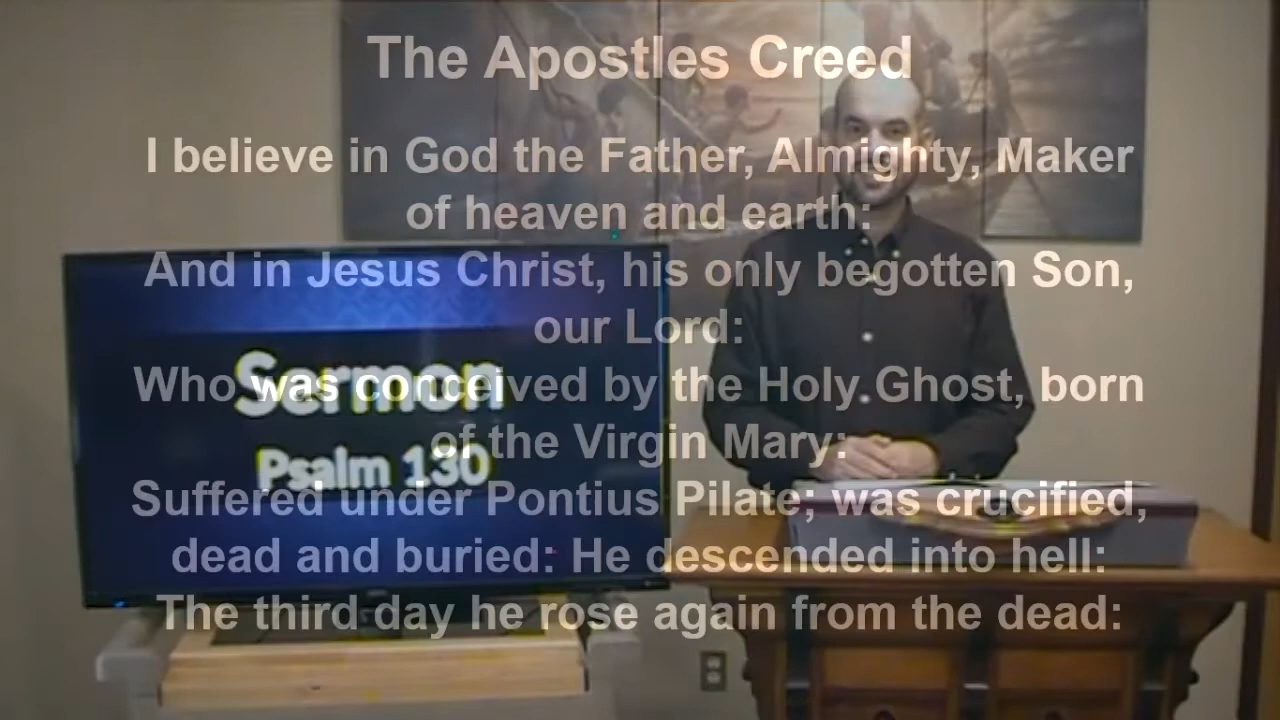 The Apostles Creed
I believe in God the Father, Almighty, Maker
of heaven and earth:
And in Jesus Christ, his only begotten Son,
our Lord:
Who was conceived by the Holy Ghost, born
of the Virgin Mary:
Suffered under Pontius Pilate; was crucified,
dead and buried: He descended into hell:
The third day he rose again from the dead:
Sermon
Psalm 130